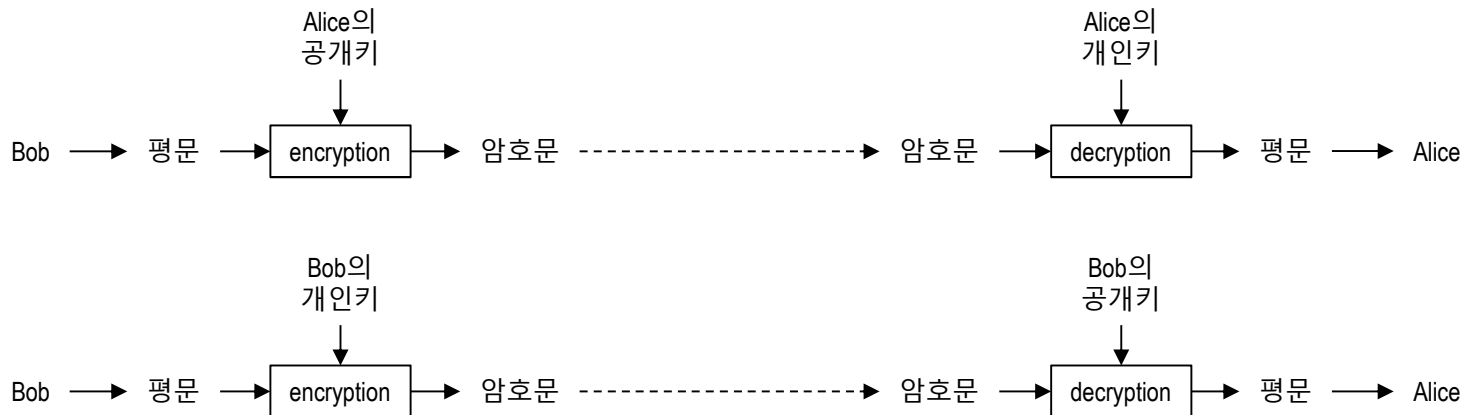 Alice의
공개키
Alice의
개인키
Bob 평문 encryption 암호문 암호문 decryption 평문 Alice
Bob의
개인키
Bob의
공개키
Bob 평문 encryption 암호문 암호문 decryption 평문 Alice